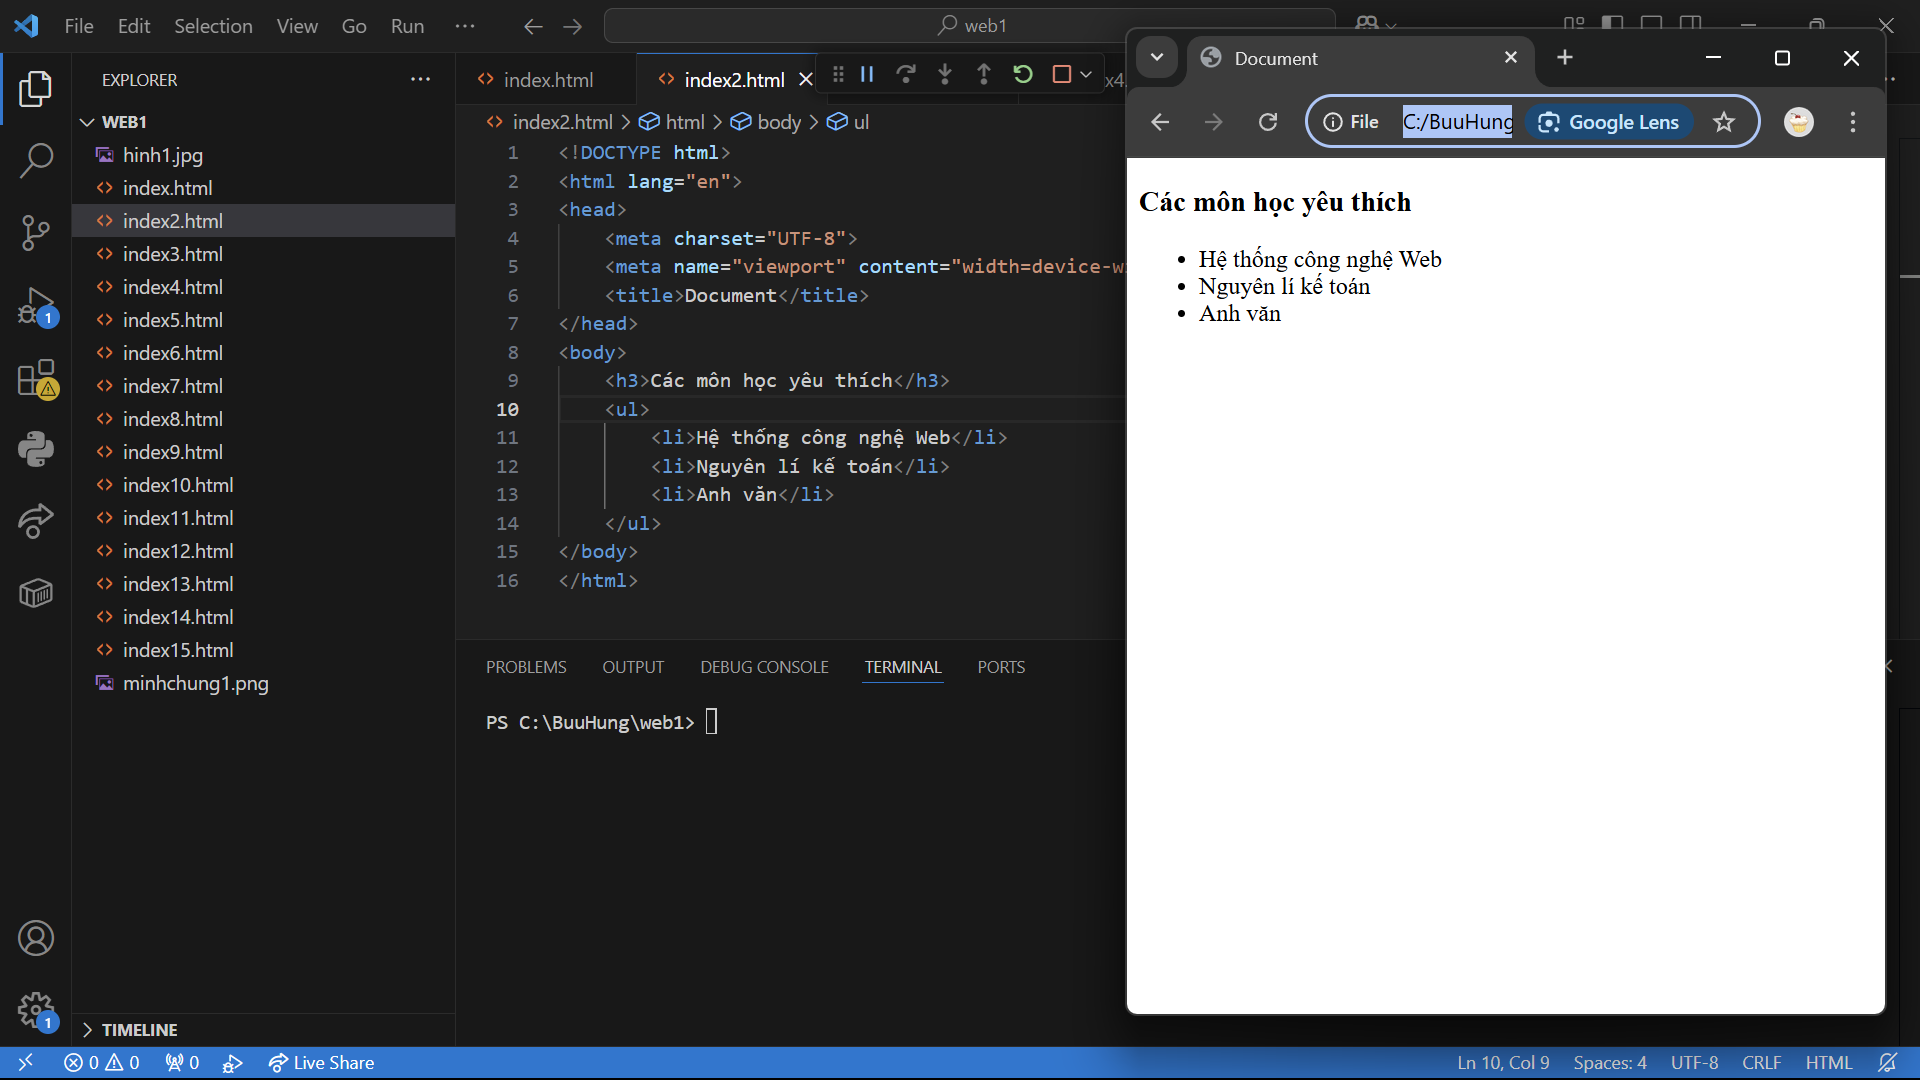 File Edit Selection View Go Run ··· web1
EXPLORER ···
WEB1
hinh1.jpg
index.html
index2.html
index3.html
index4.html
index5.html
index6.html
index7.html
index8.html
index9.html
index10.html
index11.html
index12.html
index13.html
index14.html
index15.html
minhchung1.png
TIMELINE
index.html index2.html x4.
index2.html > html > body > ul
1 <!DOCTYPE html>
2 <html lang="en">
3 <head>
4 <meta charset="UTF-8">
5 <meta name="viewport" content="width=device-w
6 <title>Document</title>
7 </head>
8 <body>
9 <h3>Các môn học yêu thích</h3>
10 <ul>
11 <li>Hệ thống công nghệ Web</li>
12 <li>Nguyên lí kế toán</li>
13 <li>Anh văn</li>
14 </ul>
15 </body>
16 </html>
PROBLEMS OUTPUT DEBUG CONSOLE TERMINAL PORTS
PS C:\BuuHung\web1>
Document
File C:/BuuHung Google Lens
Các môn học yêu thích
• Hệ thống công nghệ Web
• Nguyên lí kế toán
• Anh văn
1
1
0 0 0 Live Share Ln 10, Col 9 Spaces: 4 UTF-8 CRLF HTML